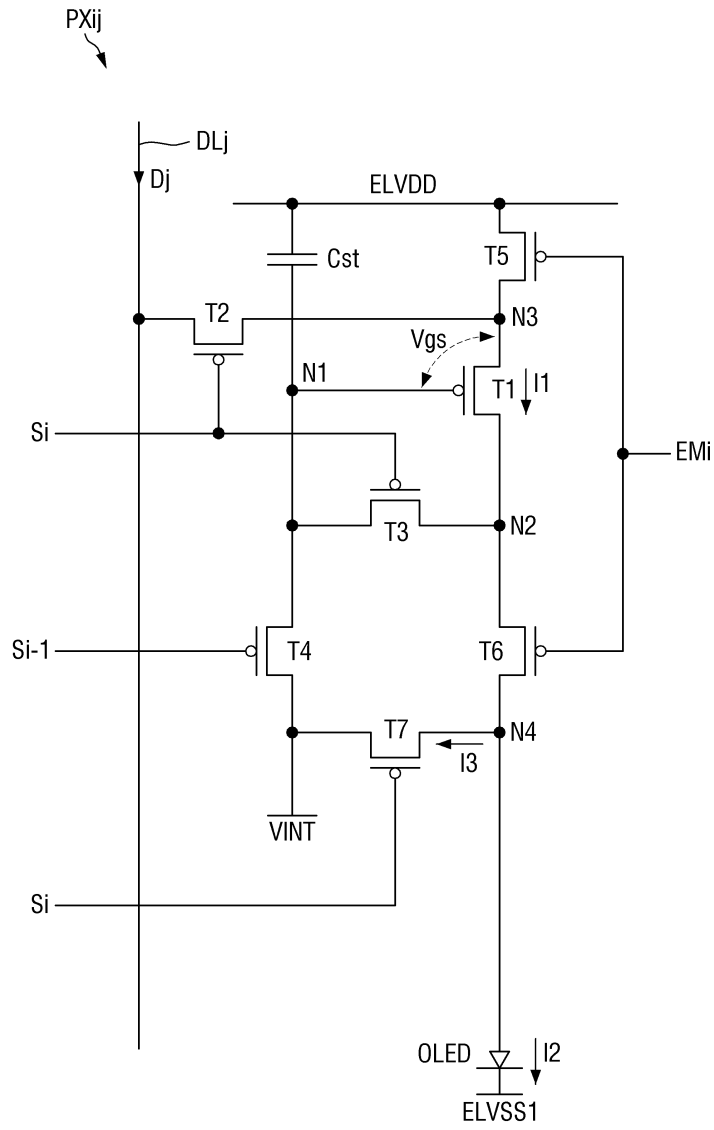 PXij
DLj
Dj
ELVDD
Cst
T5
T2
N3
Vgs
N1
T1
I1
Si
EMi
T3
N2
Si-1
T4
T6
T7
N4
I3
VINT
Si
OLED
I2
ELVSS1